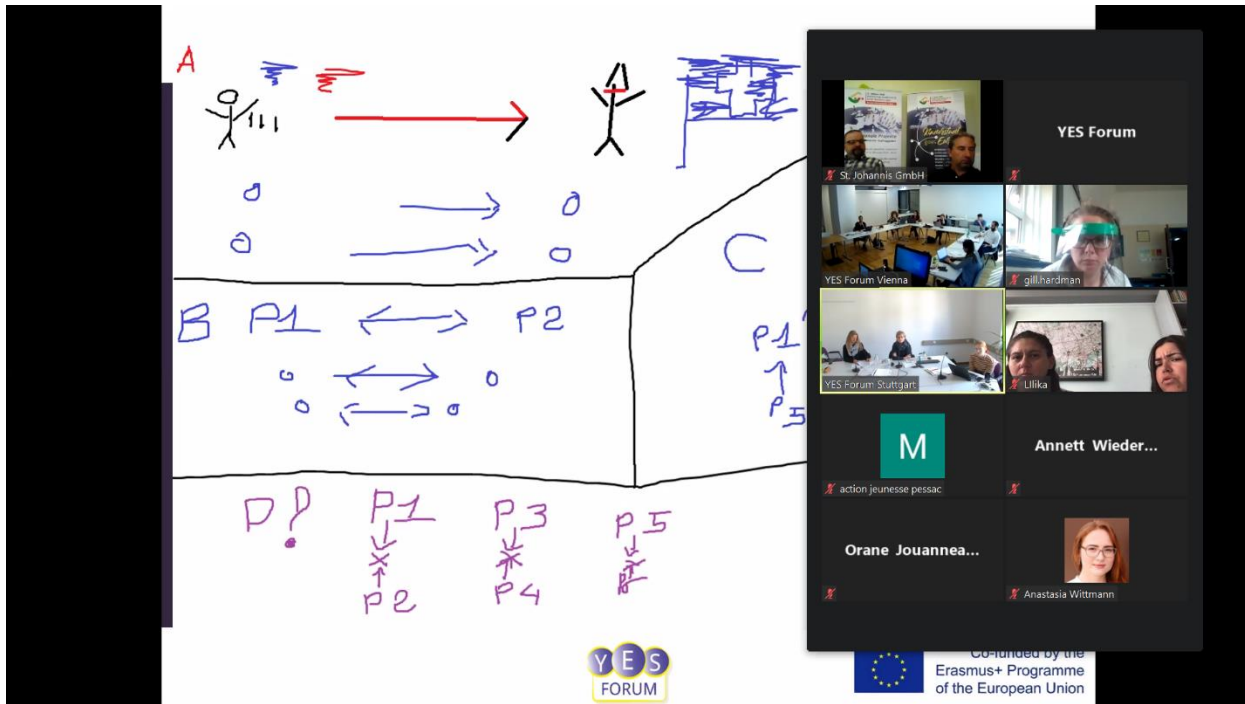 A
C
B P1 P2
P1
P5
D?
P1 P3 P5
P2 P4
YES
FORUM
Co-funded by the
Erasmus+ Programme
of the European Union
St. Johannis GmbH
YES Forum
YES Forum Vienna
gill.hardman
YES Forum Stuttgart
Lllika
M
action jeunesse pessac
Annett Wieder...
Orane Jouannea...
Anastasia Wittmann